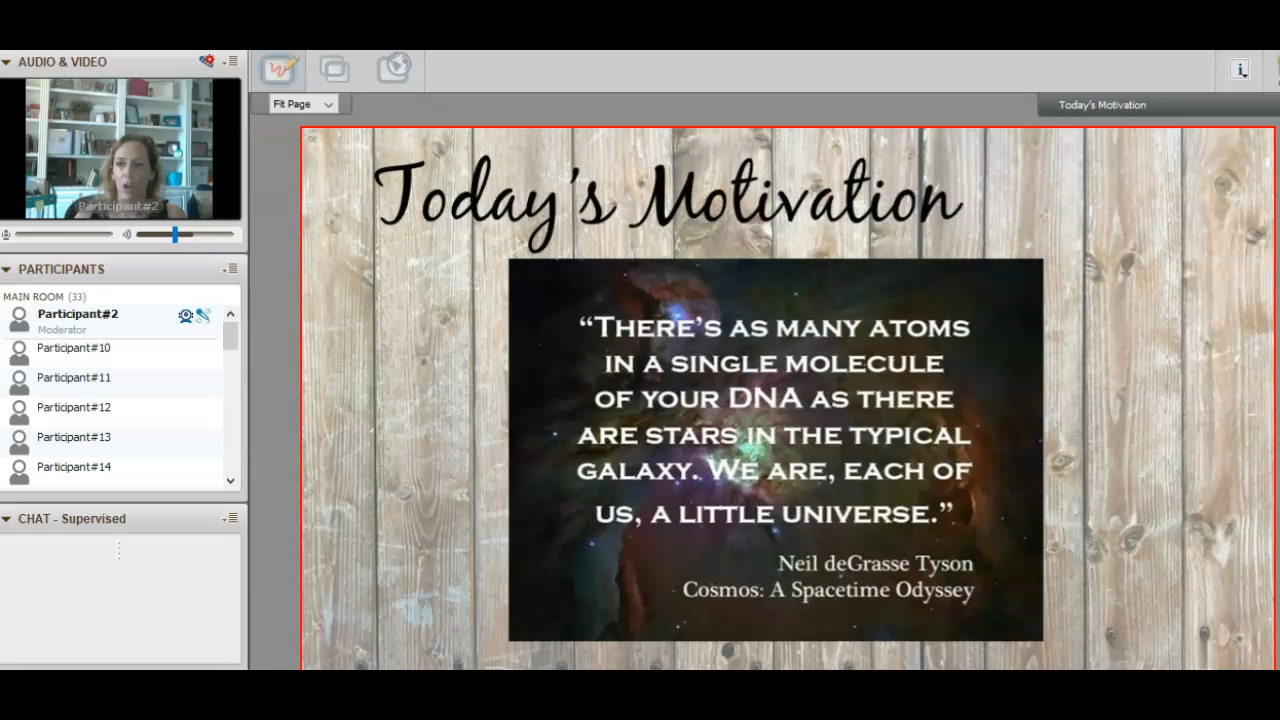 AUDIO & VIDEO
Participant#2
PARTICIPANTS
MAIN ROOM (33)
Participant#2
Moderator
Participant#10
Participant#11
Participant#12
Participant#13
Participant#14
CHAT - Supervised
Fit Page
Today's Motivation
Today's Motivation
“THERE’S AS MANY ATOMS
IN A SINGLE MOLECULE
OF YOUR DNA AS THERE
ARE STARS IN THE TYPICAL
GALAXY. WE ARE, EACH OF
US, A LITTLE UNIVERSE.”
Neil deGrasse Tyson
Cosmos: A Spacetime Odyssey